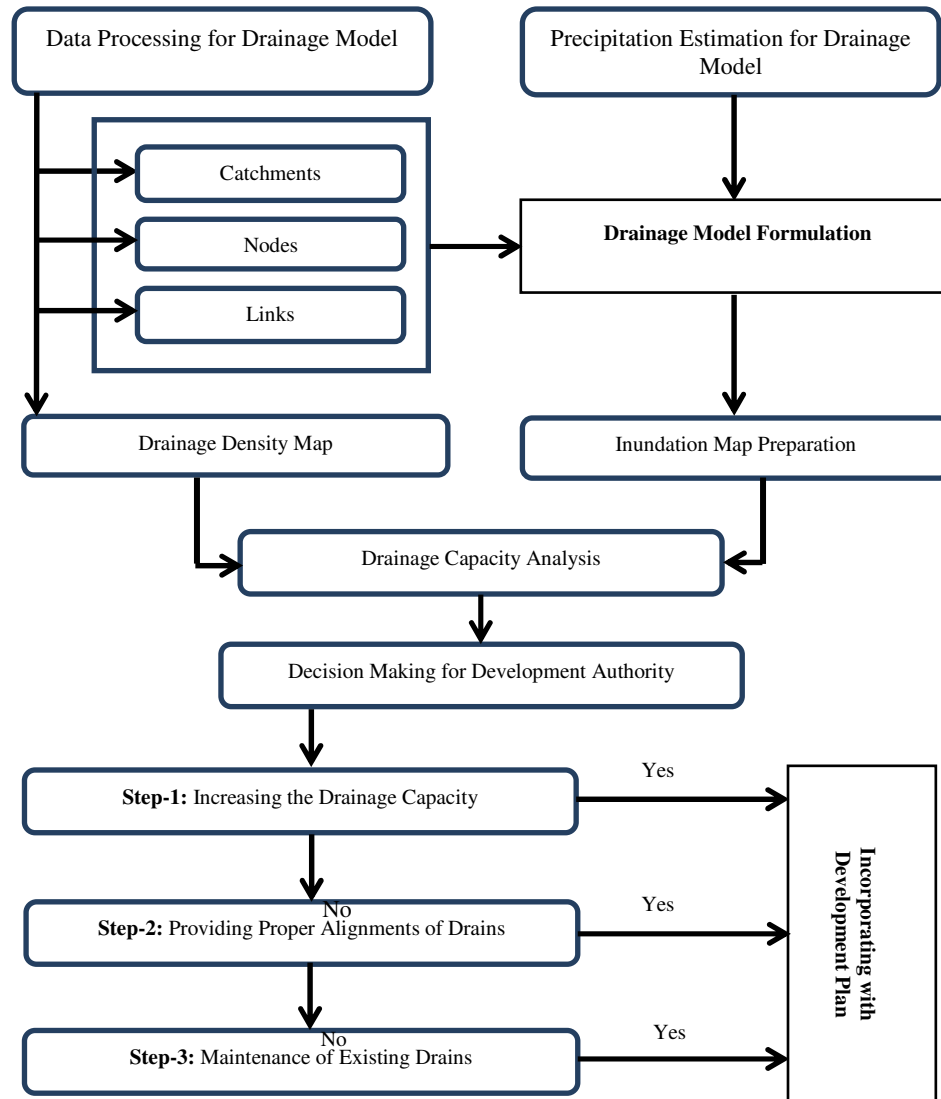 Data Processing for Drainage Model
Precipitation Estimation for Drainage
Model
Catchments
Nodes
Links
Drainage Model Formulation
Drainage Density Map
Inundation Map Preparation
Drainage Capacity Analysis
Decision Making for Development Authority
Step-1: Increasing the Drainage Capacity
Yes
No
Step-2: Providing Proper Alignments of Drains
Yes
No
Step-3: Maintenance of Existing Drains
Yes
Incorporating with
Development Plan